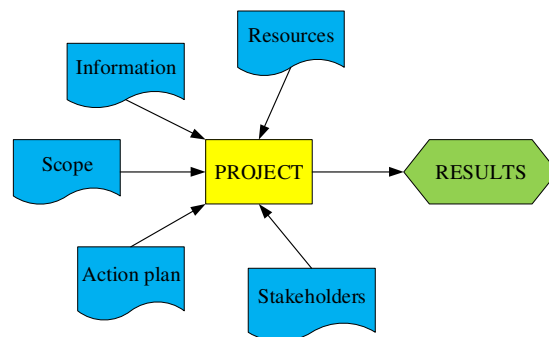 Resources
Information
Scope
PROJECT
RESULTS
Action plan
Stakeholders